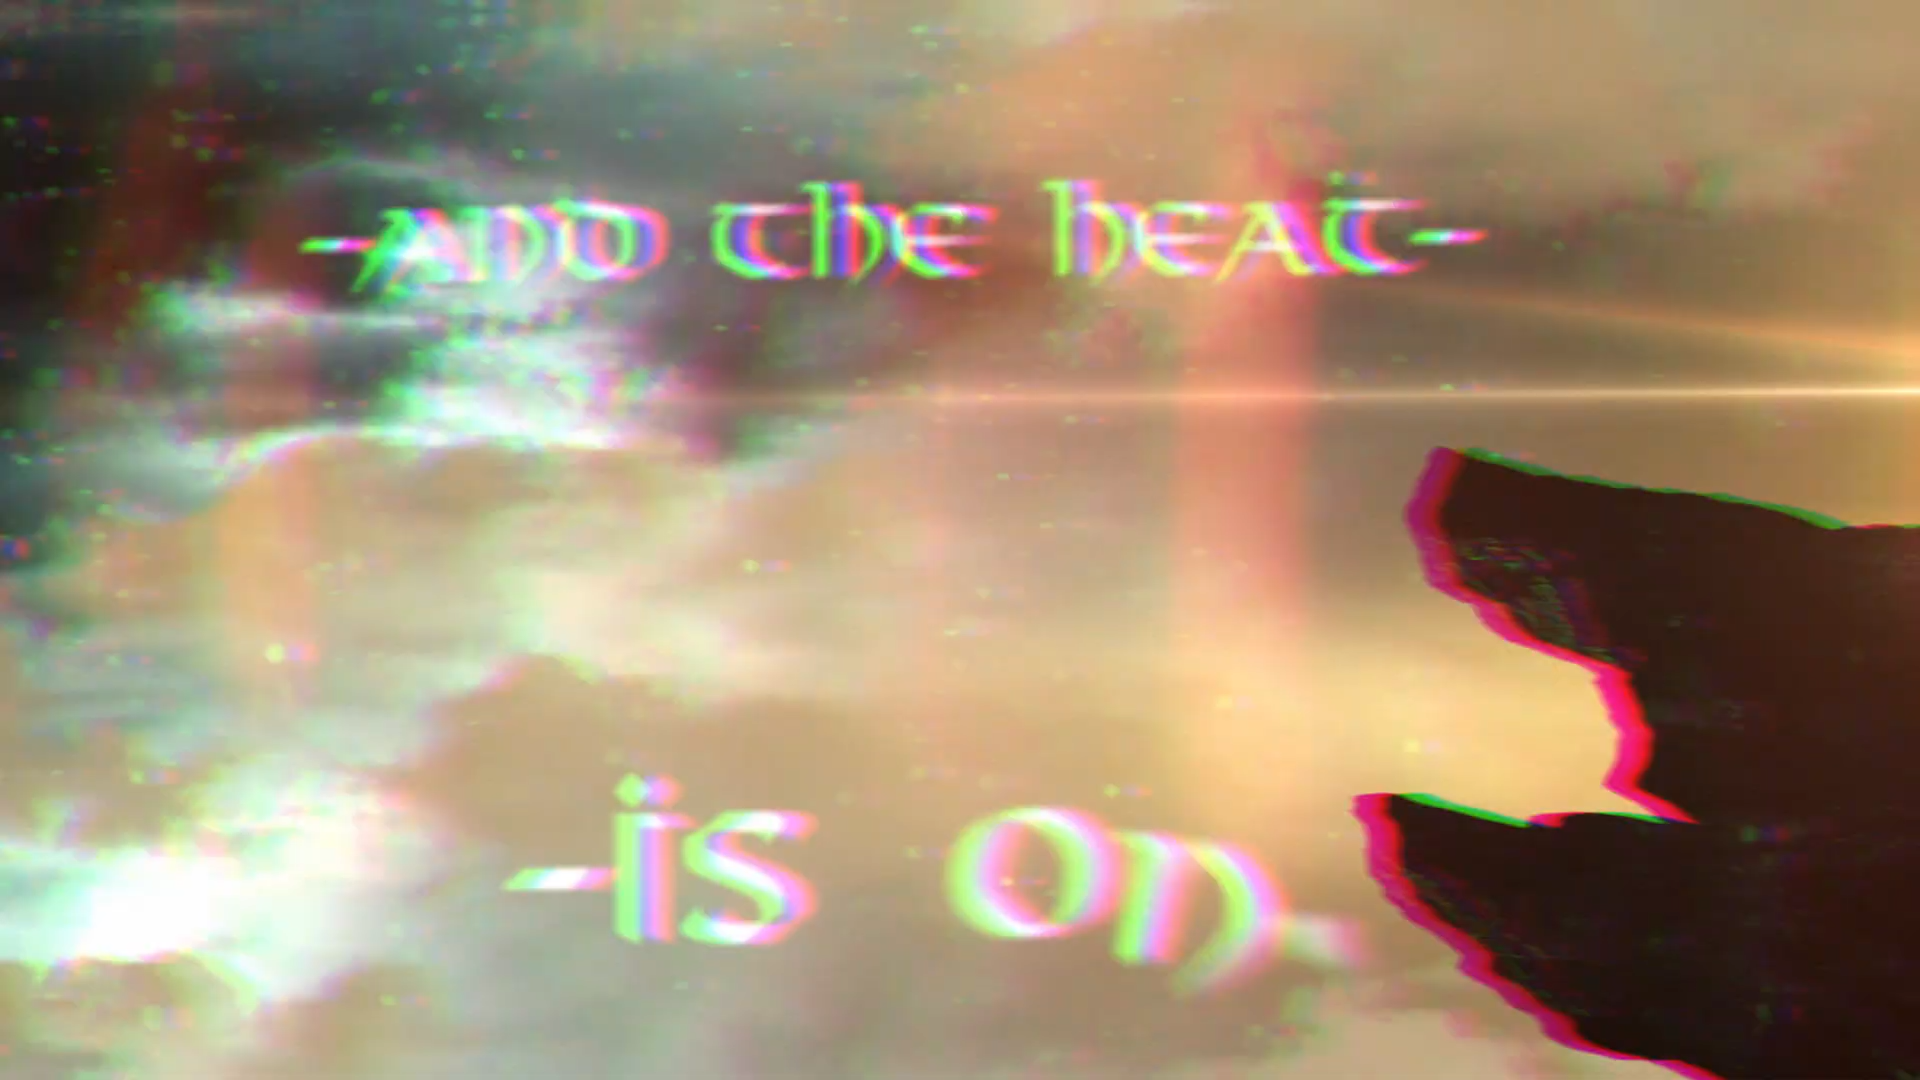 -and the heat-
-is on-